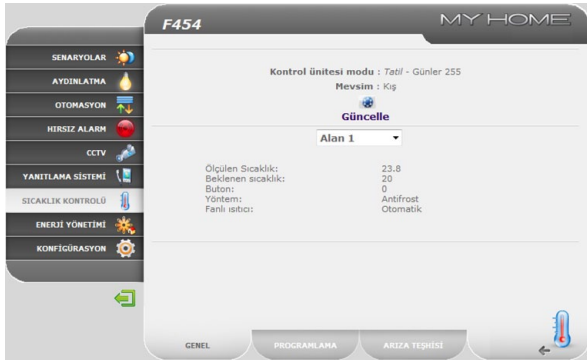 F454
MY HOME
SENARYOLAR
AYDINLATMA
OTOMASYON
HIRSIZ ALARM
CCTV
YANITLAMA SİSTEMİ
SICAKLIK KONTROLÜ
ENERJİ YÖNETİMİ
KONFİGÜRASYON
Kontrol ünitesi modu : Tatil - Günler 255
Mevsim : Kış
Güncelle
Alan 1
Ölçülen Sıcaklık: 23.8
Beklenen sıcaklık: 20
Buton: 0
Yöntem: Antifrost
Fanlı ısıtıcı: Otomatik
GENEL PROGRAMLAMA ARIZA TEŞHİSİ